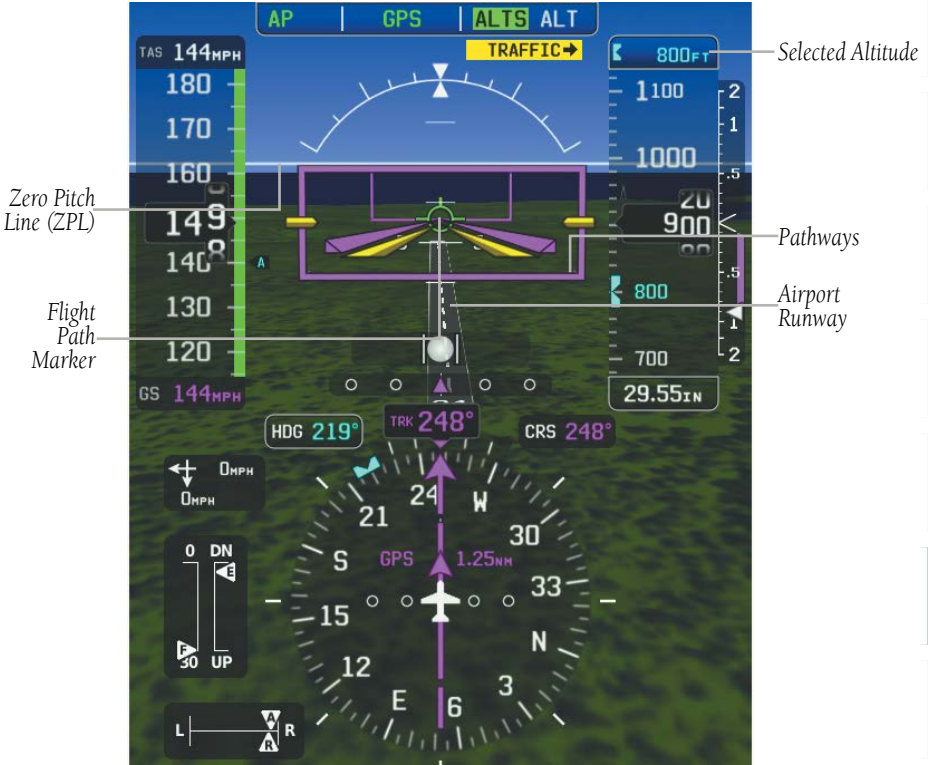 AP GPS ALTS ALT
TRAFFIC➔
TAS 144MPH
180
170
160
149
8
140
130
120
GS 144MPH
A
800FT
1100
1000
20
900
800
700
29.55IN
2
1
.5
.5
1
2
Selected Altitude
Zero Pitch
Line (ZPL)
Pathways
Airport
Runway
Flight
Path
Marker
HDG 219°
TRK 248°
CRS 248°
0MPH
0MPH
24
W
21
30
S
GPS
1.25NM
33
15
N
12
3
E
6
0 DN
E
F
30 UP
L
A
R
R